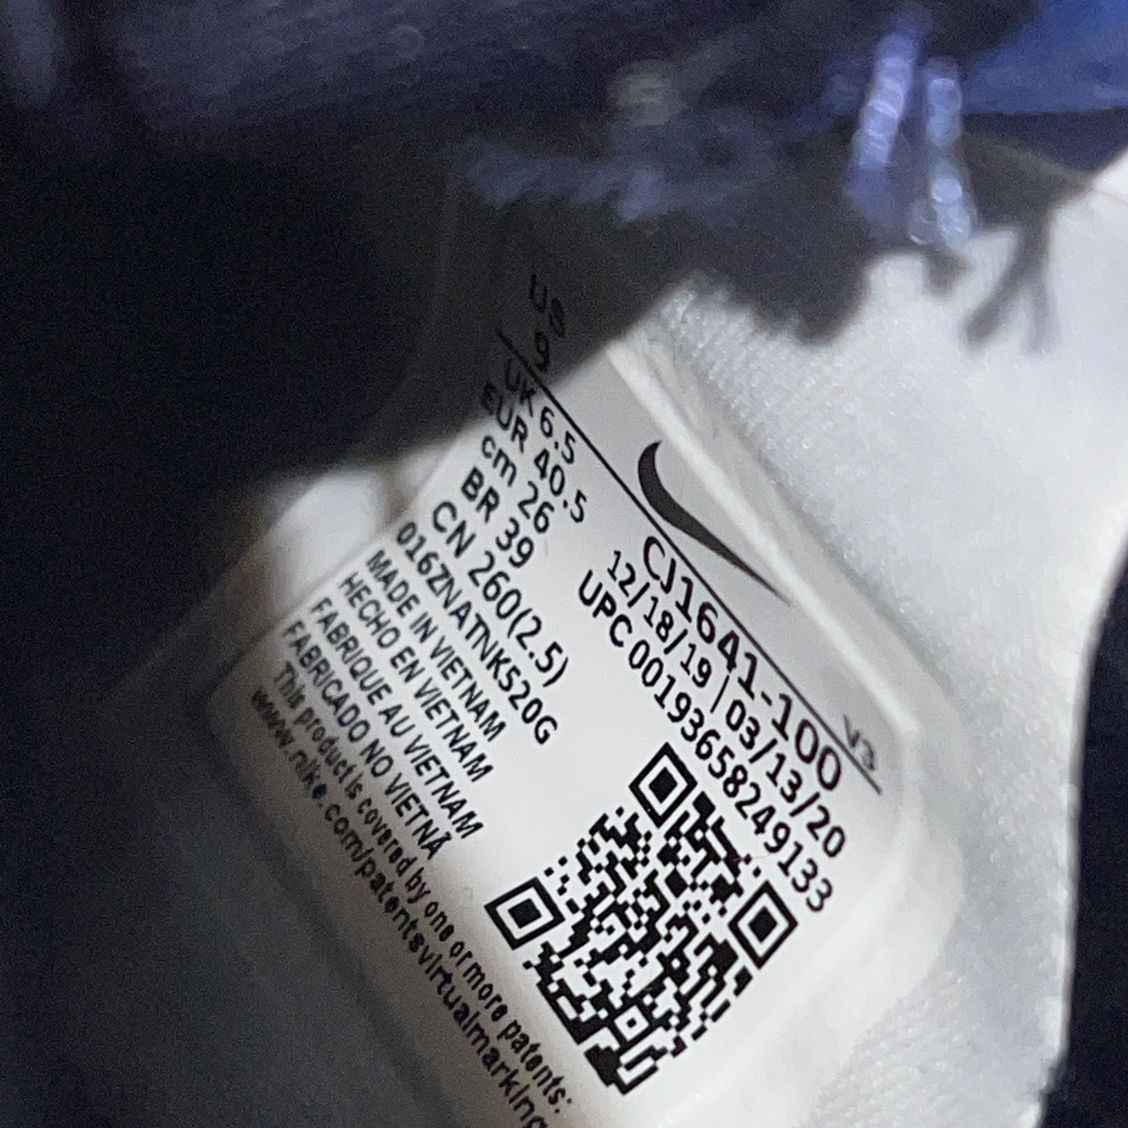 US
9
UK 6.5
EUR 40.5
cm 26
BR 39
CN 260(2.5)
016ZNATNK520G
MADE IN VIETNAM
HECHO EN VIETNAM
FABRIQUE AU VIETNAM
FABRICADO NO VIETNÃ
This product is covered by one or more patents:
www.nike.com/patentsvirtualmarking
CJ1641-100
12/18/19 | 03/13/20
UPC 00193658249133
V3